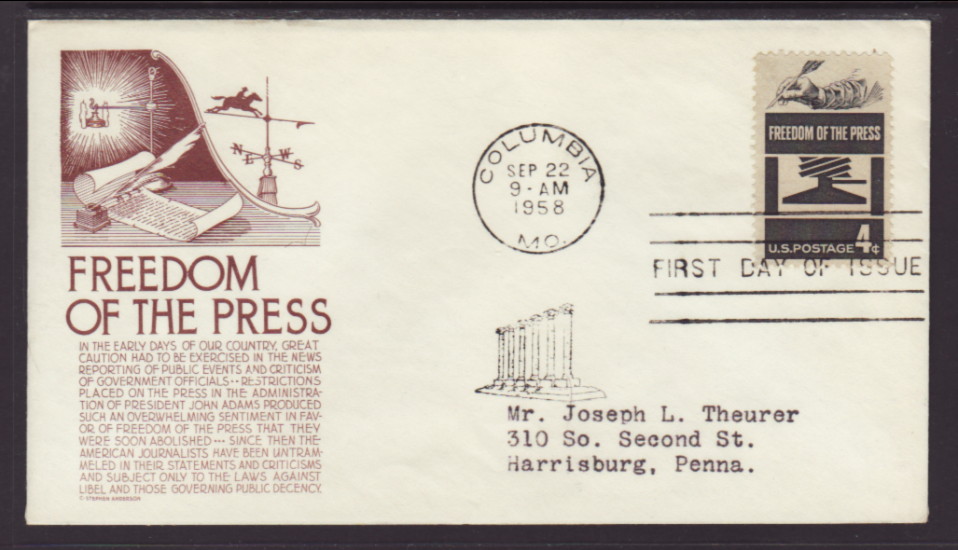 NEWS
FREEDOM
OF THE PRESS
IN THE EARLY DAYS OF OUR COUNTRY, GREAT
CAUTION HAD TO BE EXERCISED IN THE NEWS
REPORTING OF PUBLIC EVENTS AND CRITICISM
OF GOVERNMENT OFFICIALS·· RESTRICTIONS
PLACED ON THE PRESS IN THE ADMINISTRA-
TION OF PRESIDENT JOHN ADAMS PRODUCED
SUCH AN OVERWHELMING SENTIMENT IN FAV-
OR OF FREEDOM OF THE PRESS THAT THEY
WERE SOON ABOLISHED··· SINCE THEN THE
AMERICAN JOURNALISTS HAVE BEEN UNTRAM-
MELED IN THEIR STATEMENTS AND CRITICISMS
AND SUBJECT ONLY TO THE LAWS AGAINST
LIBEL AND THOSE GOVERNING PUBLIC DECENCY.
© STEPHEN ANDERSON
COLUMBIA
SEP 22
9-AM
1958
MO.
FREEDOM OF THE PRESS
U.S. POSTAGE 4¢
FIRST DAY OF ISSUE
Mr. Joseph L. Theurer
310 So. Second St.
Harrisburg, Penna.